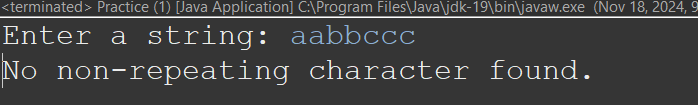 <terminated> Practice (1) [Java Application] C:\Program Files\Java\jdk-19\bin\javaw.exe (Nov 18, 2024, 9
Enter a string: aabbccc
No non-repeating character found.